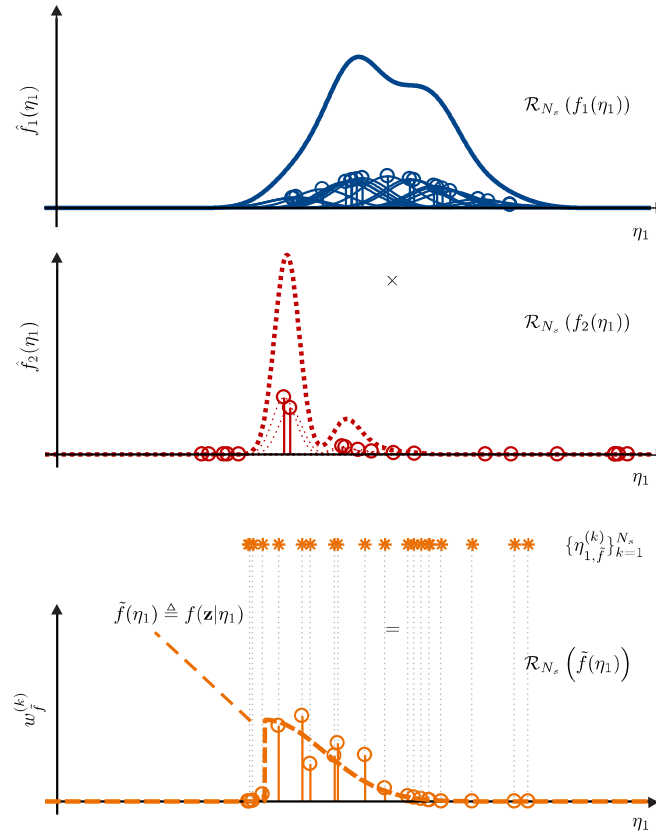 f̂₁(η₁)
ℛ_{N_s} (f₁(η₁))
η₁
f̂₂(η₁)
×
ℛ_{N_s} (f₂(η₁))
η₁
{η_{1,f̃}^{(k)}}_{k=1}^{N_s}
f̃(η₁) ≜ f(𝐳|η₁)
=
ℛ_{N_s} (f̃(η₁))
w_{f̃}^{(k)}
η₁